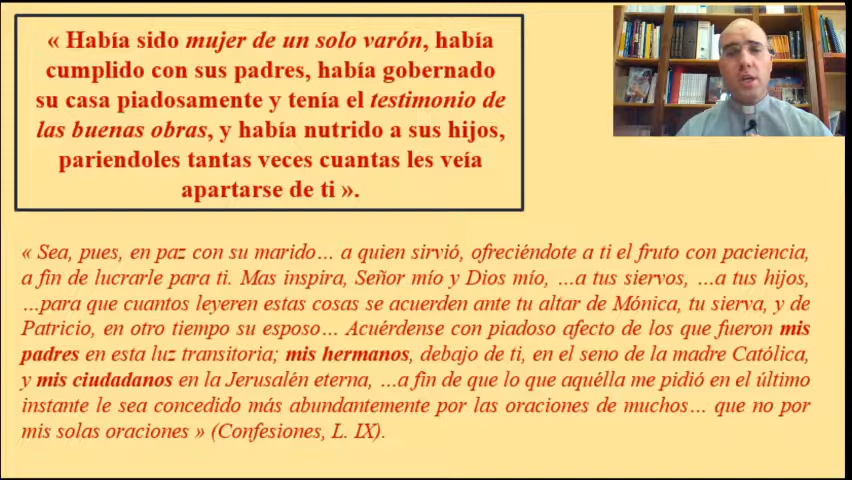 « Había sido mujer de un solo varón, había
cumplido con sus padres, había gobernado
su casa piadosamente y tenía el testimonio de
las buenas obras, y había nutrido a sus hijos,
pariendoles tantas veces cuantas les veía
apartarse de ti ».
« Sea, pues, en paz con su marido… a quien sirvió, ofreciéndote a ti el fruto con paciencia,
a fin de lucrarle para ti. Mas inspira, Señor mío y Dios mío, …a tus siervos, …a tus hijos,
…para que cuantos leyeren estas cosas se acuerden ante tu altar de Mónica, tu sierva, y de
Patricio, en otro tiempo su esposo… Acuérdense con piadoso afecto de los que fueron mis
padres en esta luz transitoria; mis hermanos, debajo de ti, en el seno de la madre Católica,
y mis ciudadanos en la Jerusalén eterna, …a fin de que lo que aquélla me pidió en el último
instante le sea concedido más abundantemente por las oraciones de muchos… que no por
mis solas oraciones » (Confesiones, L. IX).